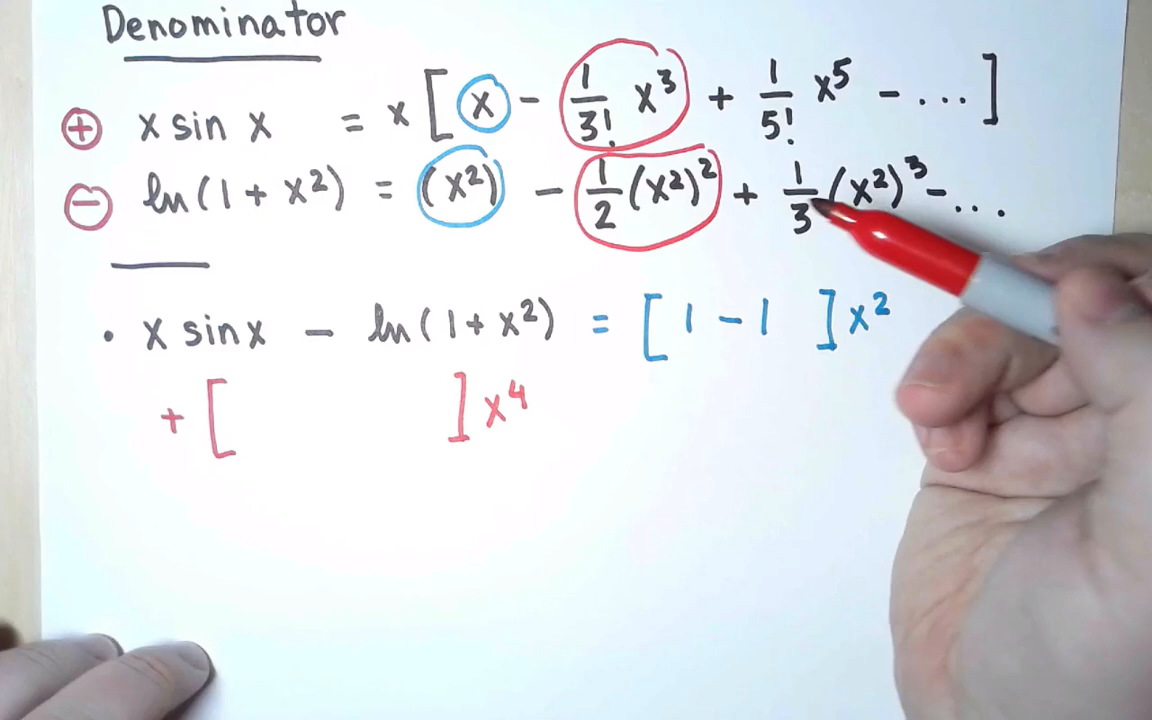 Denominator
⊕ x sin x = x [ x - 1/3! x³ + 1/5! x⁵ - ... ]
⊖ ln(1 + x²) = (x²) - 1/2 (x²)² + 1/3 (x²)³ - ...
• x sin x - ln(1 + x²) = [ 1 - 1 ] x²
+ [ ] x⁴